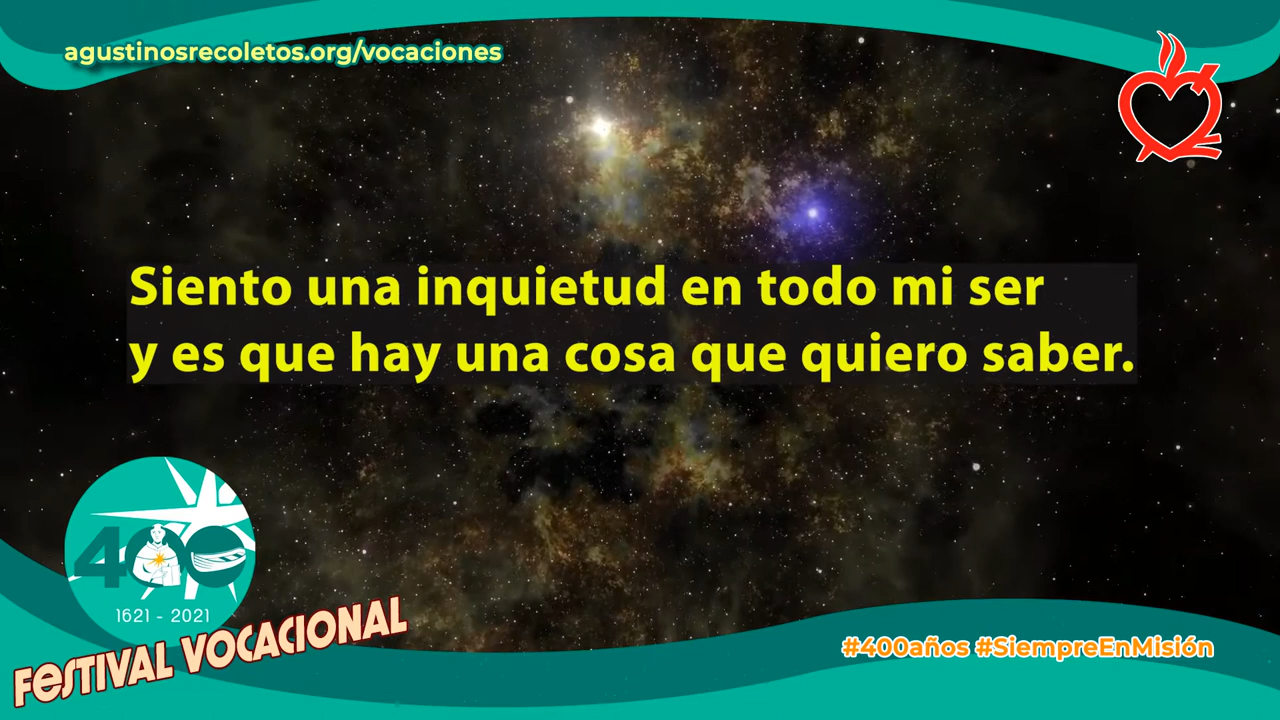 agustinosrecoletos.org/vocaciones
Siento una inquietud en todo mi ser
y es que hay una cosa que quiero saber.
400
1621 - 2021
FESTIVAL VOCACIONAL
#400años #SiempreEnMisión